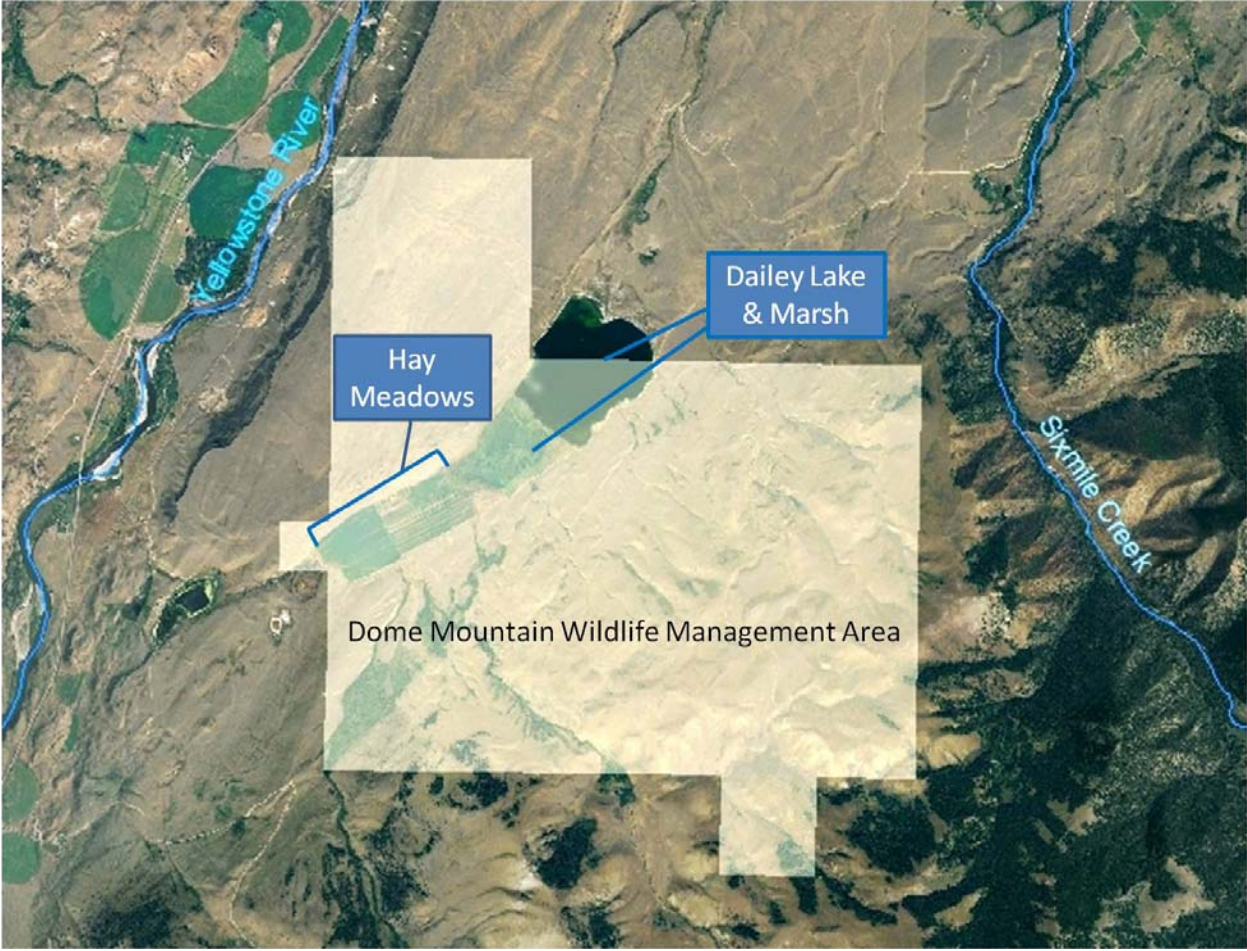 Yellowstone River
Dailey Lake
& Marsh
Hay
Meadows
Sixmile Creek
Dome Mountain Wildlife Management Area